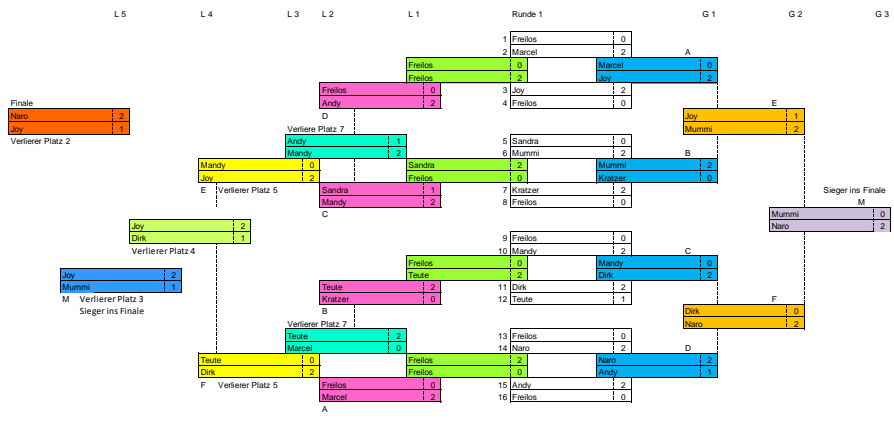 L 5 L 4 L 3 L 2 L 1 Runde 1 G 1 G 2 G 3
1 Freilos 0
2 Marcel 2 A
Freilos 0 Marcel 0
Freilos 2 Joy 2
Freilos 0 3 Joy 2
Finale Andy 2 4 Freilos 0 E
Naro 2 D Joy 1
Joy 1 Verliere Platz 7 Mummi 2
Verlierer Platz 2 Andy 1 5 Sandra 0
Mandy 2 6 Mummi 2 B
Mandy 0 Sandra 2 Mummi 2
Joy 2 Freilos 0 Kratzer 0
E Verlierer Platz 5 Sandra 1 7 Kratzer 2 Sieger ins Finale
Mandy 2 8 Freilos 0 M
C Mummi 0
Joy 2 Naro 2
Dirk 1 9 Freilos 0
Verlierer Platz 4 10 Mandy 2 C
Freilos 0 Mandy 0
Joy 2 Teute 2 Dirk 2
Mummi 1 Teute 2 11 Dirk 2
M Verlierer Platz 3 Kratzer 0 12 Teute 1 F
Sieger ins Finale B Dirk 0
Verlierer Platz 7 Naro 2
Teute 2 13 Freilos 0
Marcel 0 14 Naro 2 D
Teute 0 Freilos 2 Naro 2
Dirk 2 Freilos 0 Andy 1
F Verlierer Platz 5 Freilos 0 15 Andy 2
Marcel 2 16 Freilos 0
A